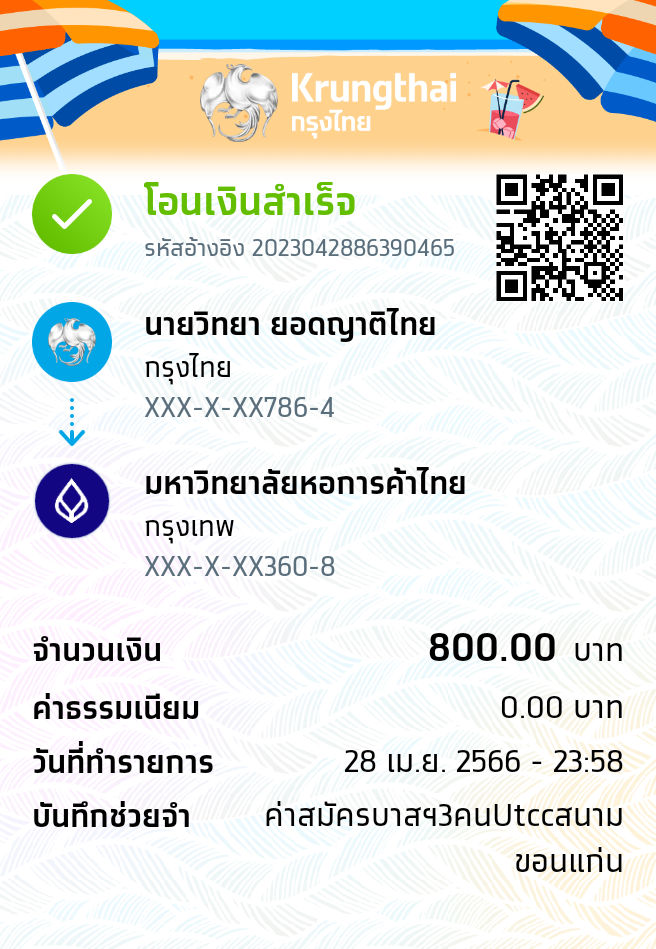 Krungthai
กรุงไทย
โอนเงินสำเร็จ
รหัสอ้างอิง 2023042886390465
นายวิทยา ยอดญาติไทย
กรุงไทย
XXX-X-XX786-4
มหาวิทยาลัยหอการค้าไทย
กรุงเทพ
XXX-X-XX360-8
จำนวนเงิน 800.00 บาท
ค่าธรรมเนียม 0.00 บาท
วันที่ทำรายการ 28 เม.ย. 2566 - 23:58
บันทึกช่วยจำ ค่าสมัครบาสฯ3คนUtccสนาม
ขอนแก่น